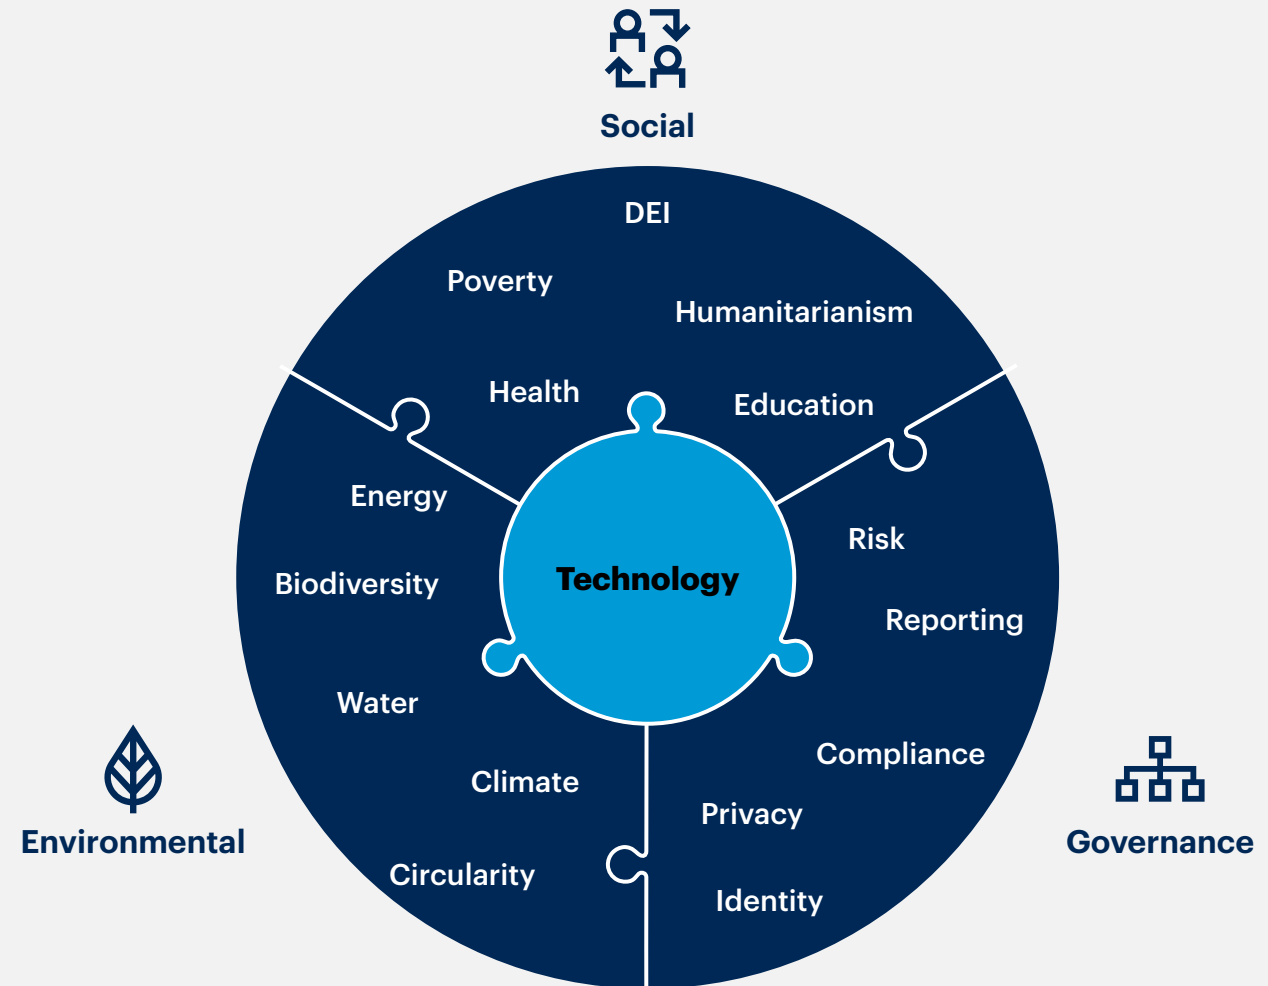 Social
DEI
Poverty
Humanitarianism
Health
Education
Energy
Risk
Technology
Biodiversity
Reporting
Water
Compliance
Climate
Privacy
Environmental
Governance
Circularity
Identity